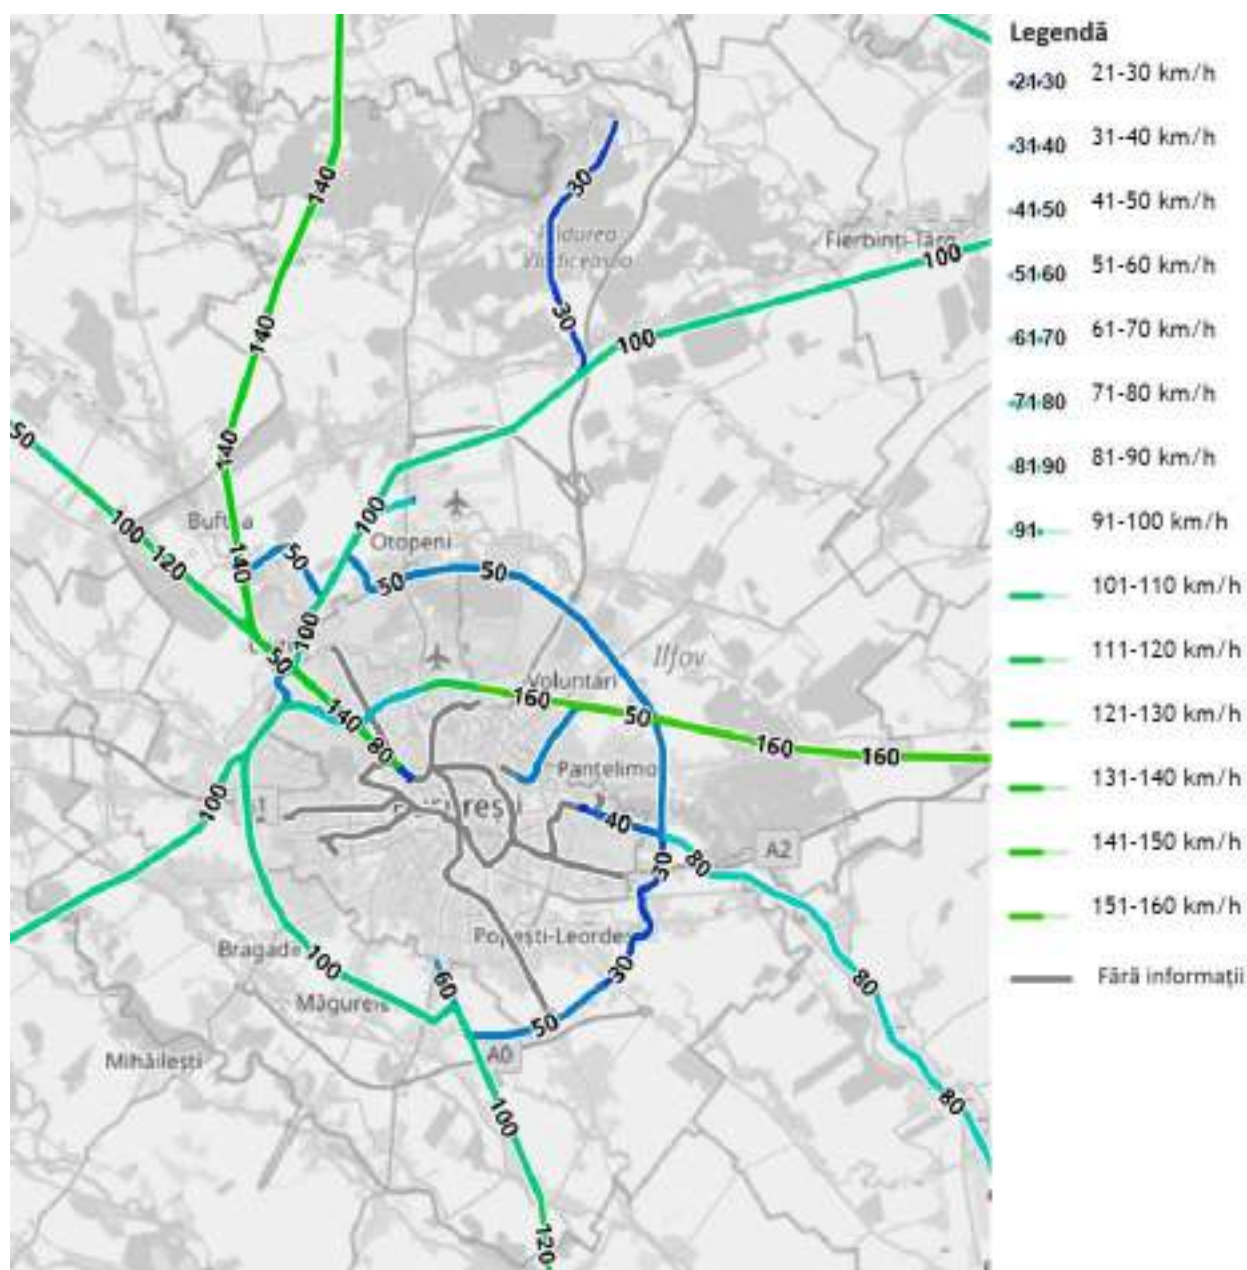 Legendă
21-30
21-30 km/h
31-40
31-40 km/h
41-50
41-50 km/h
51-60
51-60 km/h
61-70
61-70 km/h
71-80
71-80 km/h
81-90
81-90 km/h
91-
91-100 km/h
101-110 km/h
111-120 km/h
121-130 km/h
131-140 km/h
141-150 km/h
151-160 km/h
Fără informații
140
30
Fierbinți-Târg
100
30
140
100
50
140
100
Buftea
100
120
Otopeni
140
50
50
50
100
50
Ilfov
Voluntari
160
50
140
160
160
80
Pantelimo
100
40
80
30
A2
Popești-Leorde
Bragade
100
60
30
80
Măgurele
50
A0
Mihăilești
100
80
120